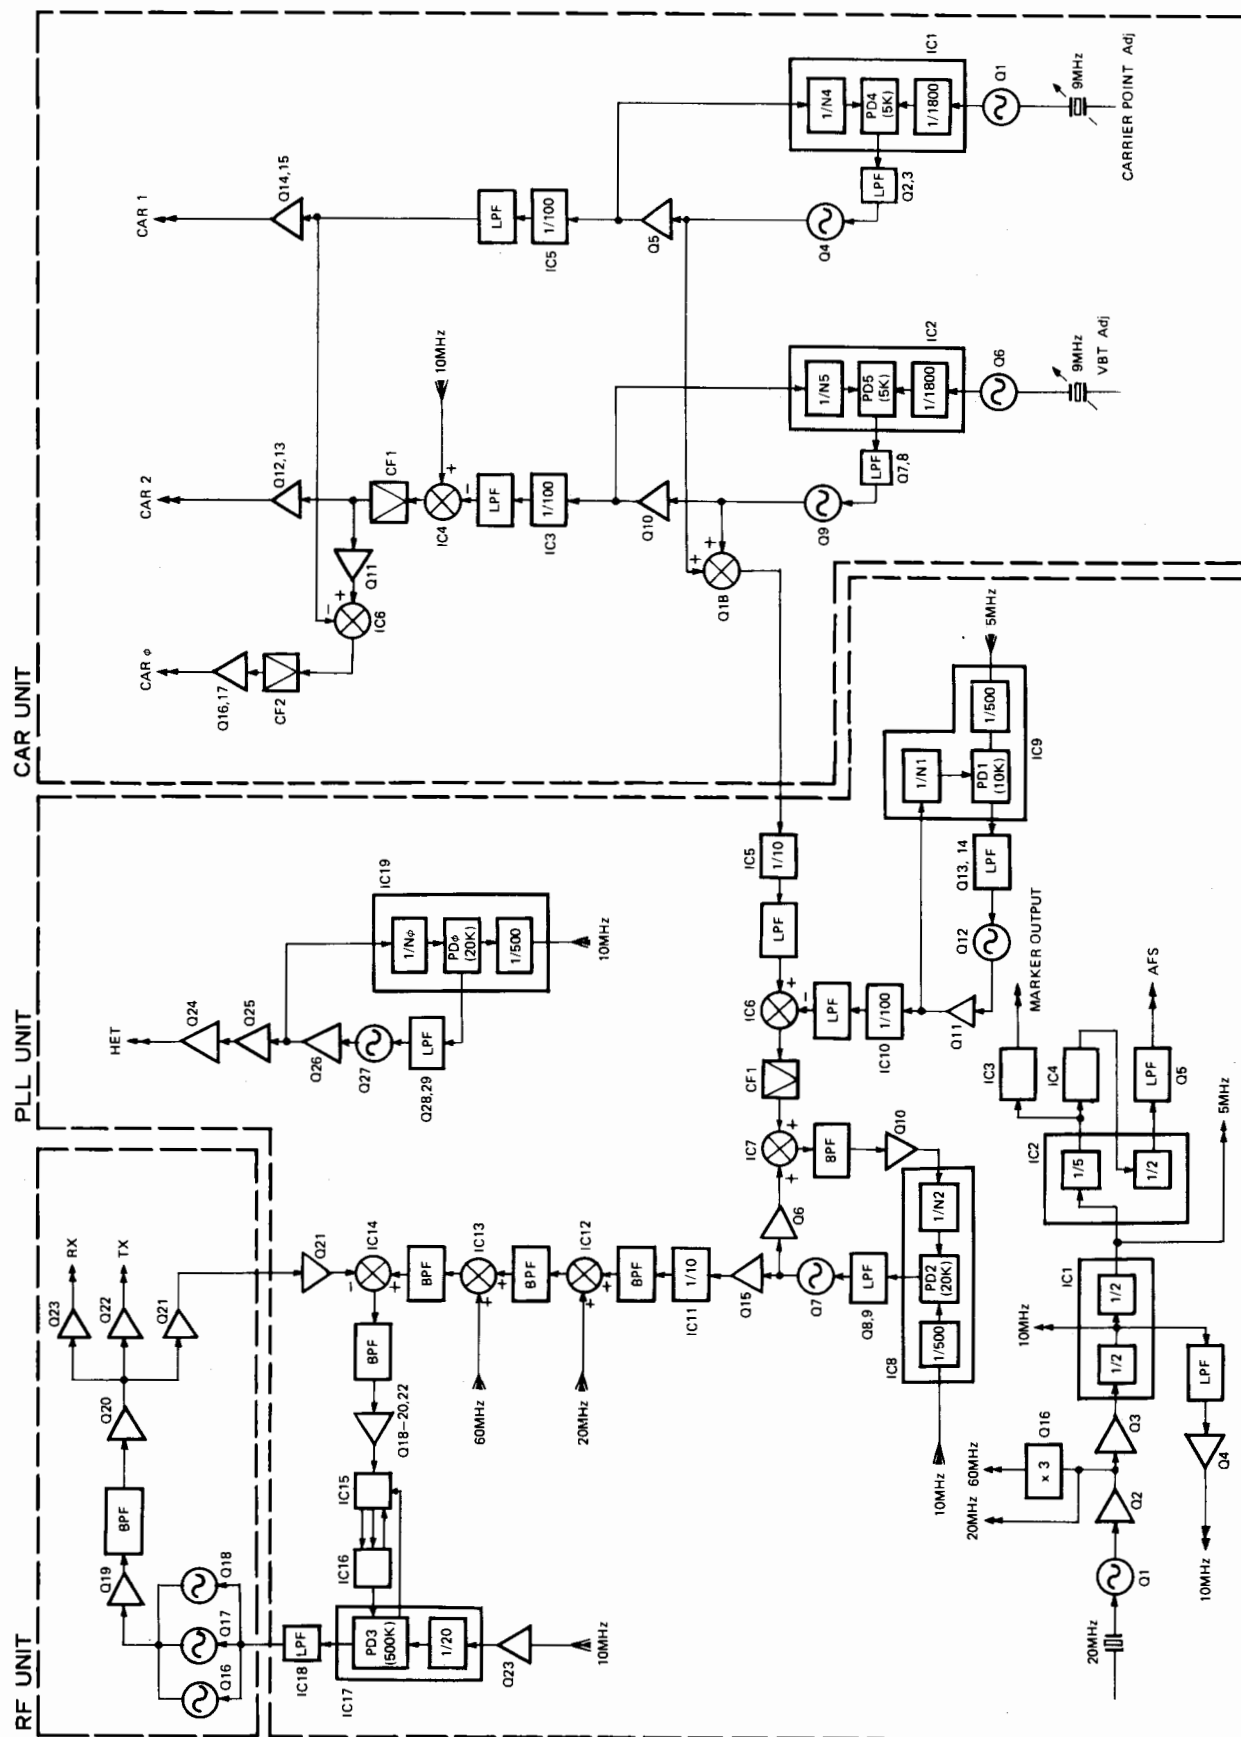 RF UNIT
Q16
Q17
Q18
Q19
BPF
Q20
Q23
RX
Q22
TX
Q21
PLL UNIT
IC18
LPF
IC17
PD3
(500K)
1/20
Q23
10MHz
IC16
IC15
Q18-20,22
BPF
IC14
Q21
BPF
IC13
60MHz
BPF
IC12
20MHz
BPF
1/10
IC11
Q15
Q6
Q7
LPF
Q8,9
IC8
1/500
PD2
(20K)
1/N2
10MHz
Q10
BPF
IC7
CF1
IC6
LPF
1/10
IC5
LPF
1/100
IC10
Q11
Q12
LPF
Q13, 14
1/N1
PD1
(10K)
1/500
IC9
5MHz
HET
Q24
Q25
Q26
Q27
LPF
Q28,29
IC19
1/Nφ
PDφ
(20K)
1/500
10MHz
20MHz
Q1
Q2
20MHz
60MHz
x 3
Q16
Q3
10MHz
IC1
1/2
1/2
LPF
Q4
10MHz
5MHz
IC2
1/5
1/2
IC3
MARKER OUTPUT
IC4
LPF
Q5
AFS
CAR UNIT
CAR φ
Q16,17
CF2
IC6
Q11
CAR 2
Q12,13
CF1
IC4
10MHz
LPF
1/100
IC3
Q10
Q1B
Q9
LPF
Q7,8
1/N5
PD5
(5K)
1/1800
IC2
Q6
9MHz
VBT Adj
CAR 1
Q14,15
LPF
1/100
IC5
Q5
Q4
LPF
Q2,3
1/N4
PD4
(5K)
1/1800
IC1
Q1
9MHz
CARRIER POINT Adj